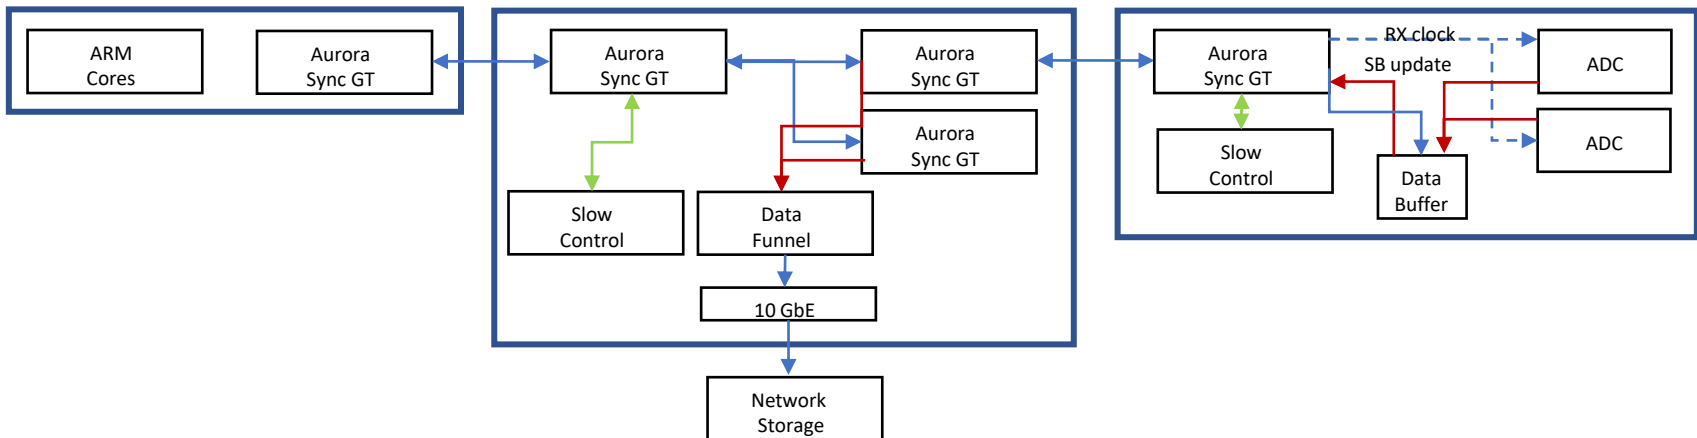 ARM
Cores
Aurora
Sync GT
Aurora
Sync GT
Aurora
Sync GT
Aurora
Sync GT
Slow
Control
Data
Funnel
10 GbE
Network
Storage
Aurora
Sync GT
RX clock
SB update
ADC
ADC
Slow
Control
Data
Buffer